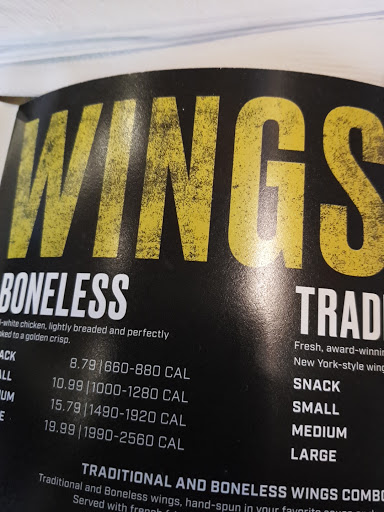 WINGS
BONELESS
-white chicken, lightly breaded and perfectly
ked to a golden crisp.
ACK 8.79|660-880 CAL
LL 10.99|1000-1280 CAL
UM 15.79|1490-1920 CAL
E 19.99|1990-2560 CAL
TRADI
Fresh, award-winnin
New York-style wing
SNACK
SMALL
MEDIUM
LARGE
TRADITIONAL AND BONELESS WINGS COMBO
Traditional and Boneless wings, hand-spun in your favorite
Served with french